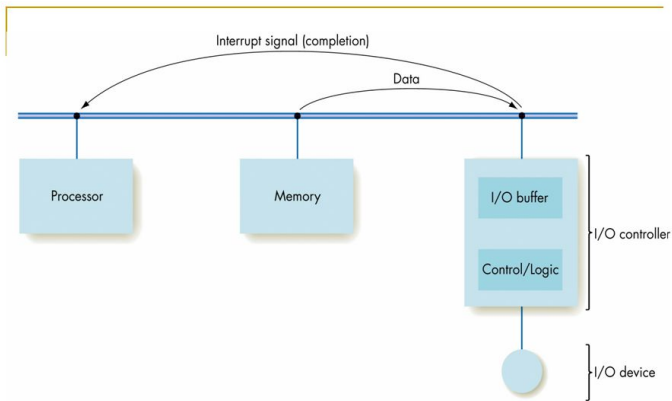 Interrupt signal (completion)
Data
Processor
Memory
I/O buffer
Control/Logic
I/O controller
I/O device